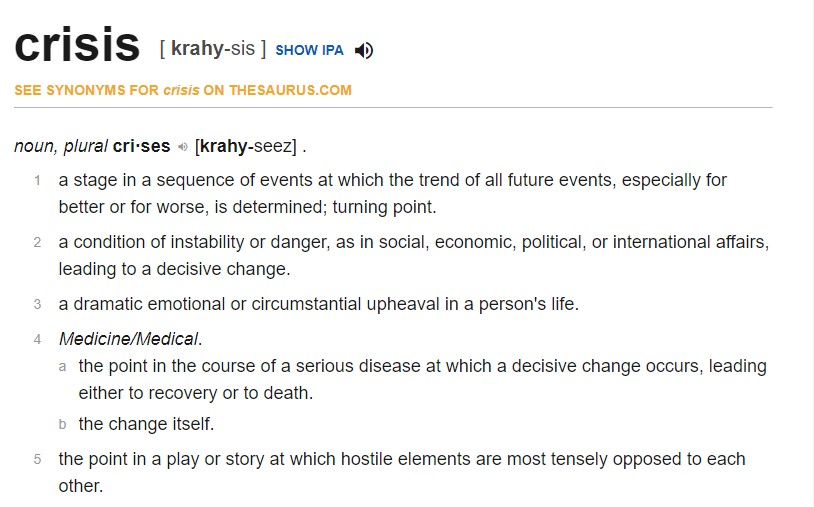 crisis [ krahy-sis ] SHOW IPA
SEE SYNONYMS FOR crisis ON THESAURUS.COM
noun, plural cri·ses [krahy-seez] .
1 a stage in a sequence of events at which the trend of all future events, especially for
better or for worse, is determined; turning point.
2 a condition of instability or danger, as in social, economic, political, or international affairs,
leading to a decisive change.
3 a dramatic emotional or circumstantial upheaval in a person's life.
4 Medicine/Medical.
a the point in the course of a serious disease at which a decisive change occurs, leading
either to recovery or to death.
b the change itself.
5 the point in a play or story at which hostile elements are most tensely opposed to each
other.